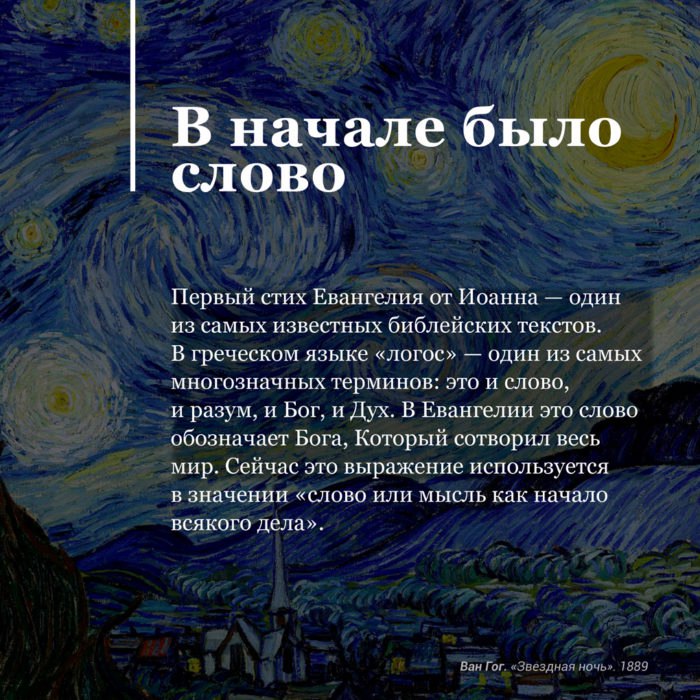 В начале было
слово
Первый стих Евангелия от Иоанна — один
из самых известных библейских текстов.
В греческом языке «логос» — один из самых
многозначных терминов: это и слово,
и разум, и Бог, и Дух. В Евангелии это слово
обозначает Бога, Который сотворил весь
мир. Сейчас это выражение используется
в значении «слово или мысль как начало
всякого дела».
Ван Гог. «Звездная ночь». 1889